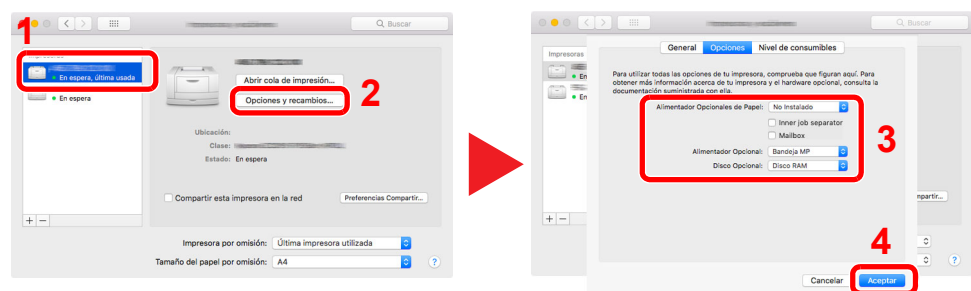 1
Buscar
Impresoras
En espera, última usada
En espera
Abrir cola de impresión...
Opciones y recambios...
2
Ubicación:
Clase:
Estado: En espera
Compartir esta impresora en la red
Preferencias Compartir...
+ −
Impresora por omisión: Última impresora utilizada
Tamaño del papel por omisión: A4
?
Buscar
Impresoras
General Opciones Nivel de consumibles
En
En
Para utilizar todas las opciones de tu impresora, comprueba que figuran aquí. Para
obtener más información acerca de tu impresora y el hardware opcional, consulta la
documentación suministrada con ella.
Alimentador Opcionales de Papel: No Instalado
Inner job separator
Mailbox
Alimentador Opcional: Bandeja MP
Disco Opcional: Disco RAM
3
mpartir...
+ −
4
?
Cancelar Aceptar